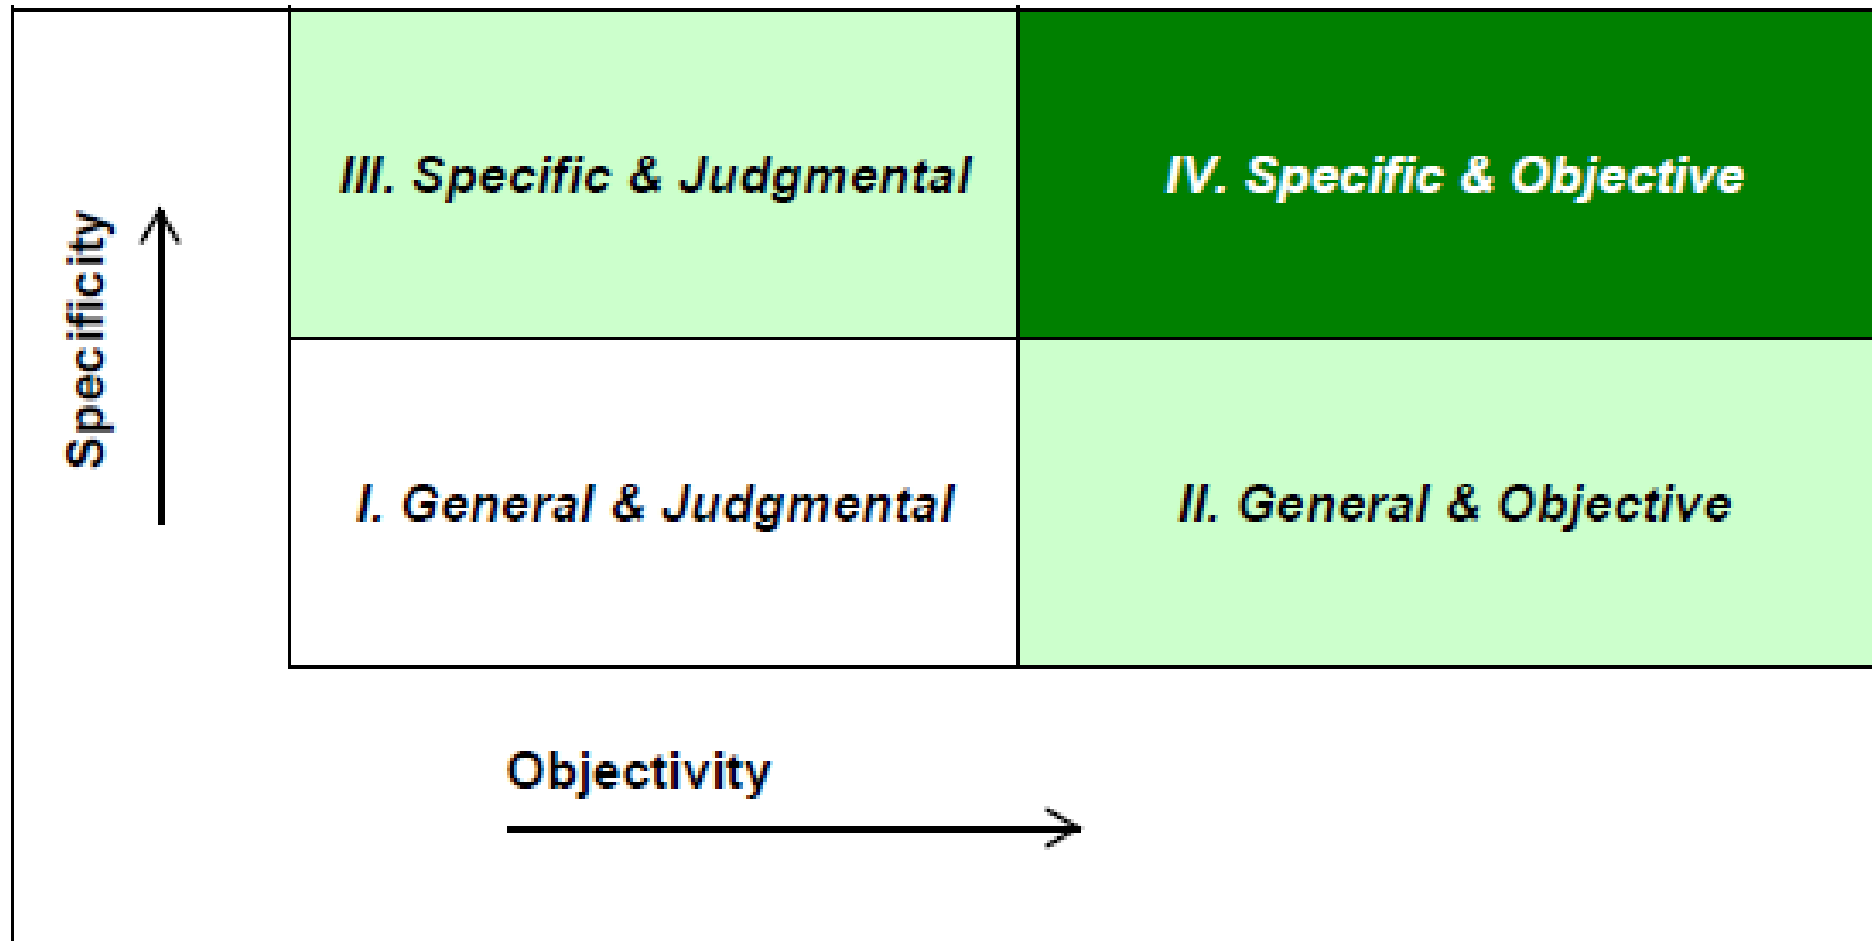 III. Specific & Judgmental
IV. Specific & Objective
Specificity
I. General & Judgmental
II. General & Objective
Objectivity